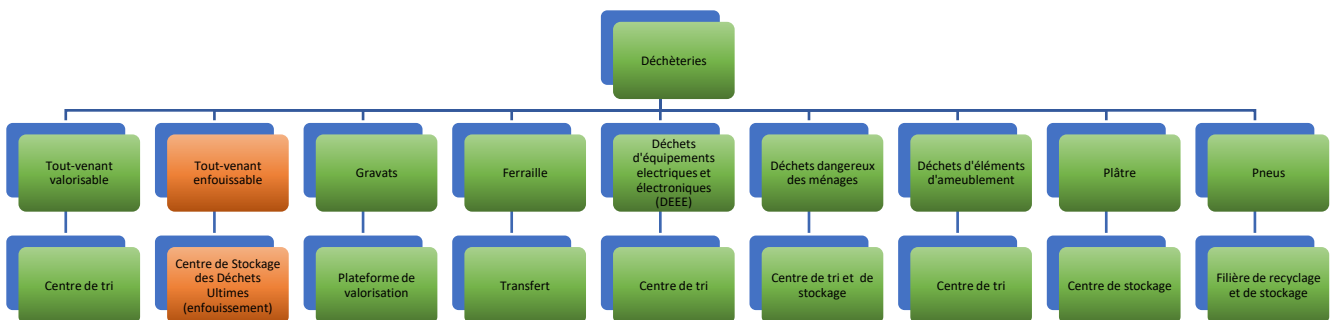 Déchèteries
Tout-venant
valorisable
Tout-venant
enfouissable
Gravats
Ferraille
Déchets
d'équipements
electriques et
électroniques
(DEEE)
Déchets dangereux
des ménages
Déchets d'éléments
d'ameublement
Plâtre
Pneus
Centre de tri
Centre de Stockage
des Déchets
Ultimes
(enfouissement)
Plateforme de
valorisation
Transfert
Centre de tri
Centre de tri et de
stockage
Centre de tri
Centre de stockage
Filière de recyclage
et de stockage